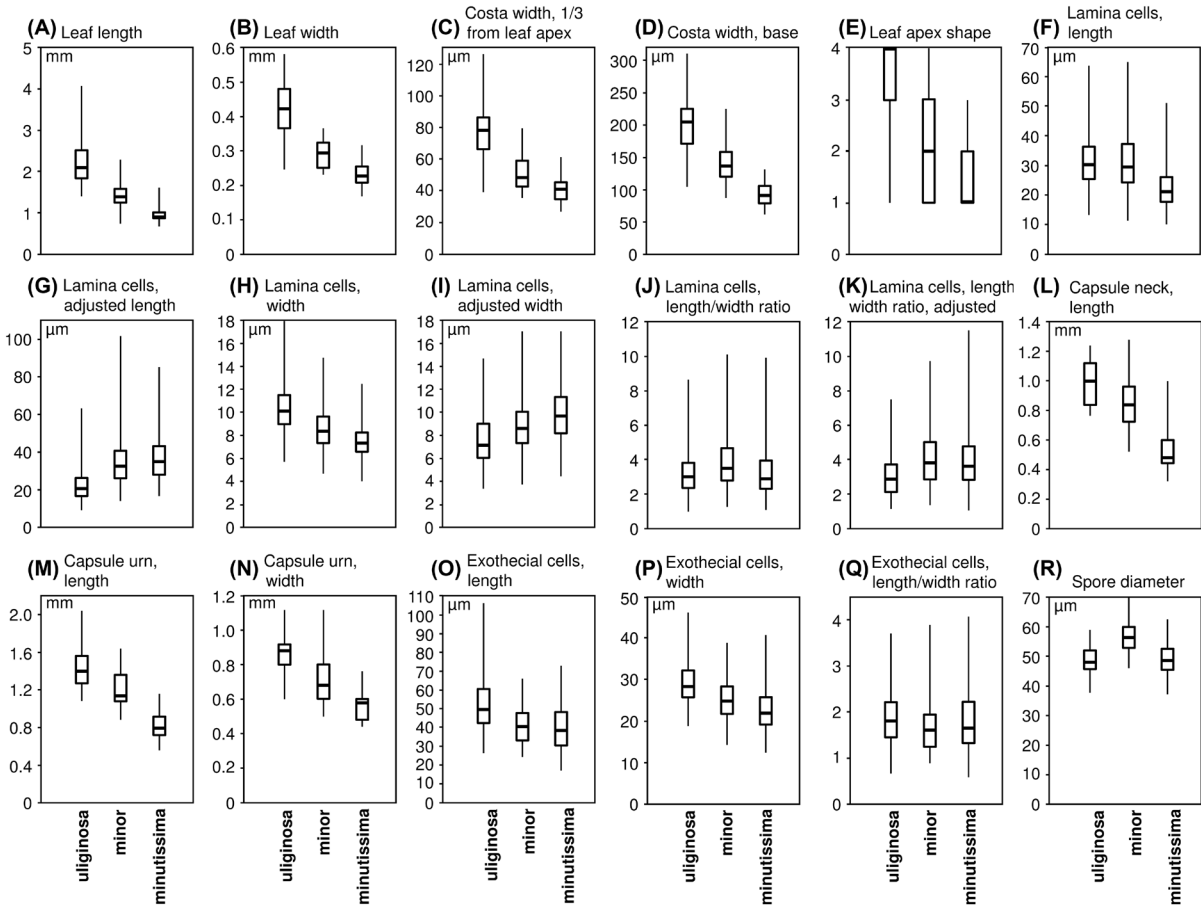 (A) Leaf length
(B) Leaf width
(C) Costa width, 1/3
from leaf apex
(D) Costa width, base
(E) Leaf apex shape
(F) Lamina cells,
length
mm
5
4
3
2
1
0
mm
0.6
0.5
0.4
0.3
0.2
0.1
0
µm
120
100
80
60
40
20
0
µm
300
250
200
150
100
50
0
4
3
2
1
0
µm
70
60
50
40
30
20
10
0
(G) Lamina cells,
adjusted length
(H) Lamina cells,
width
(I) Lamina cells,
adjusted width
(J) Lamina cells,
length/width ratio
(K) Lamina cells, length
width ratio, adjusted
(L) Capsule neck,
length
µm
100
80
60
40
20
0
µm
18
16
14
12
10
8
6
4
2
0
µm
18
16
14
12
10
8
6
4
2
0
12
10
8
6
4
2
0
12
10
8
6
4
2
0
mm
1.4
1.2
1.0
0.8
0.6
0.4
0.2
0
(M) Capsule urn,
length
(N) Capsule urn,
width
(O) Exothecial cells,
length
(P) Exothecial cells,
width
(Q) Exothecial cells,
length/width ratio
(R) Spore diameter
mm
2.0
1.6
1.2
0.8
0.4
0
mm
1.2
1.0
0.8
0.6
0.4
0.2
0
µm
110
100
90
80
70
60
50
40
30
20
10
0
µm
50
40
30
20
10
0
4
3
2
1
0
µm
70
60
50
40
30
20
10
0
uliginosa
minor
minutissima
uliginosa
minor
minutissima
uliginosa
minor
minutissima
uliginosa
minor
minutissima
uliginosa
minor
minutissima
uliginosa
minor
minutissima